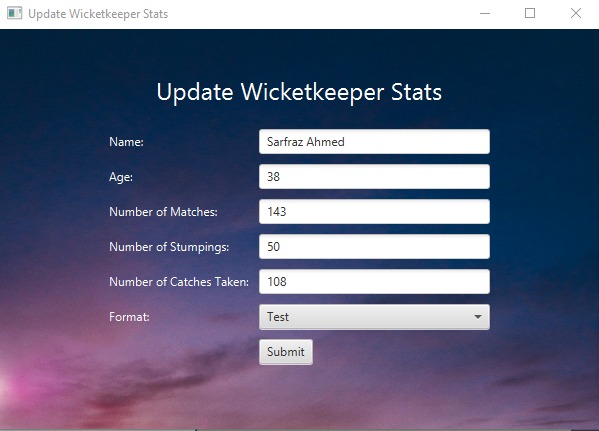 Update Wicketkeeper Stats
Update Wicketkeeper Stats
Name: Sarfraz Ahmed
Age: 38
Number of Matches: 143
Number of Stumpings: 50
Number of Catches Taken: 108
Format: Test
Submit